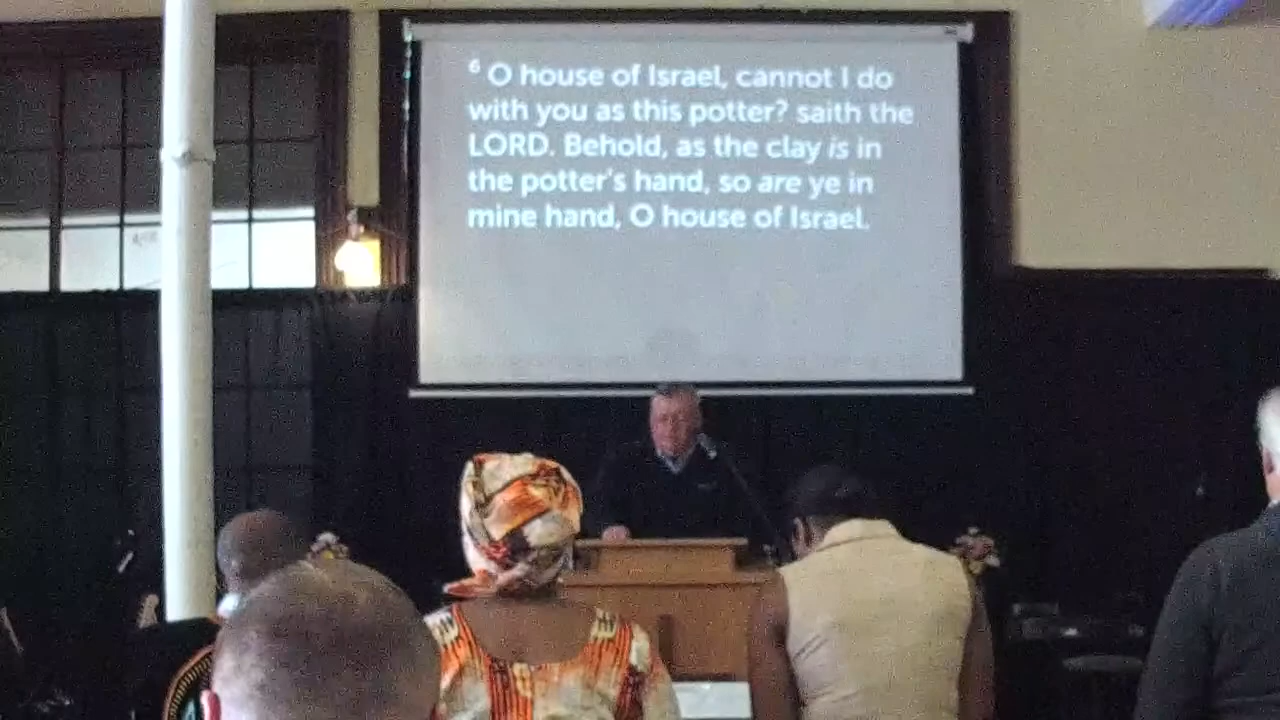 ⁶ O house of Israel, cannot I do
with you as this potter? saith the
LORD. Behold, as the clay is in
the potter's hand, so are ye in
mine hand, O house of Israel.